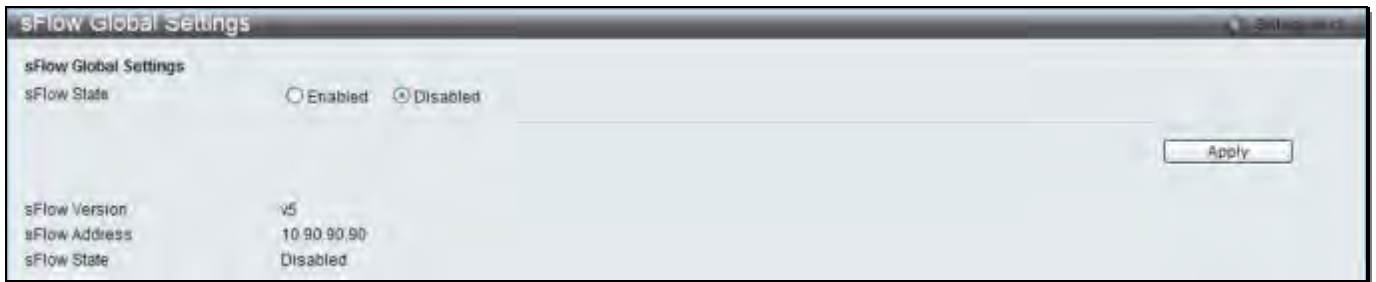 sFlow Global Settings
sFlow Global Settings
sFlow State Enabled Disabled
Apply
sFlow Version v5
sFlow Address 10.90.90.90
sFlow State Disabled